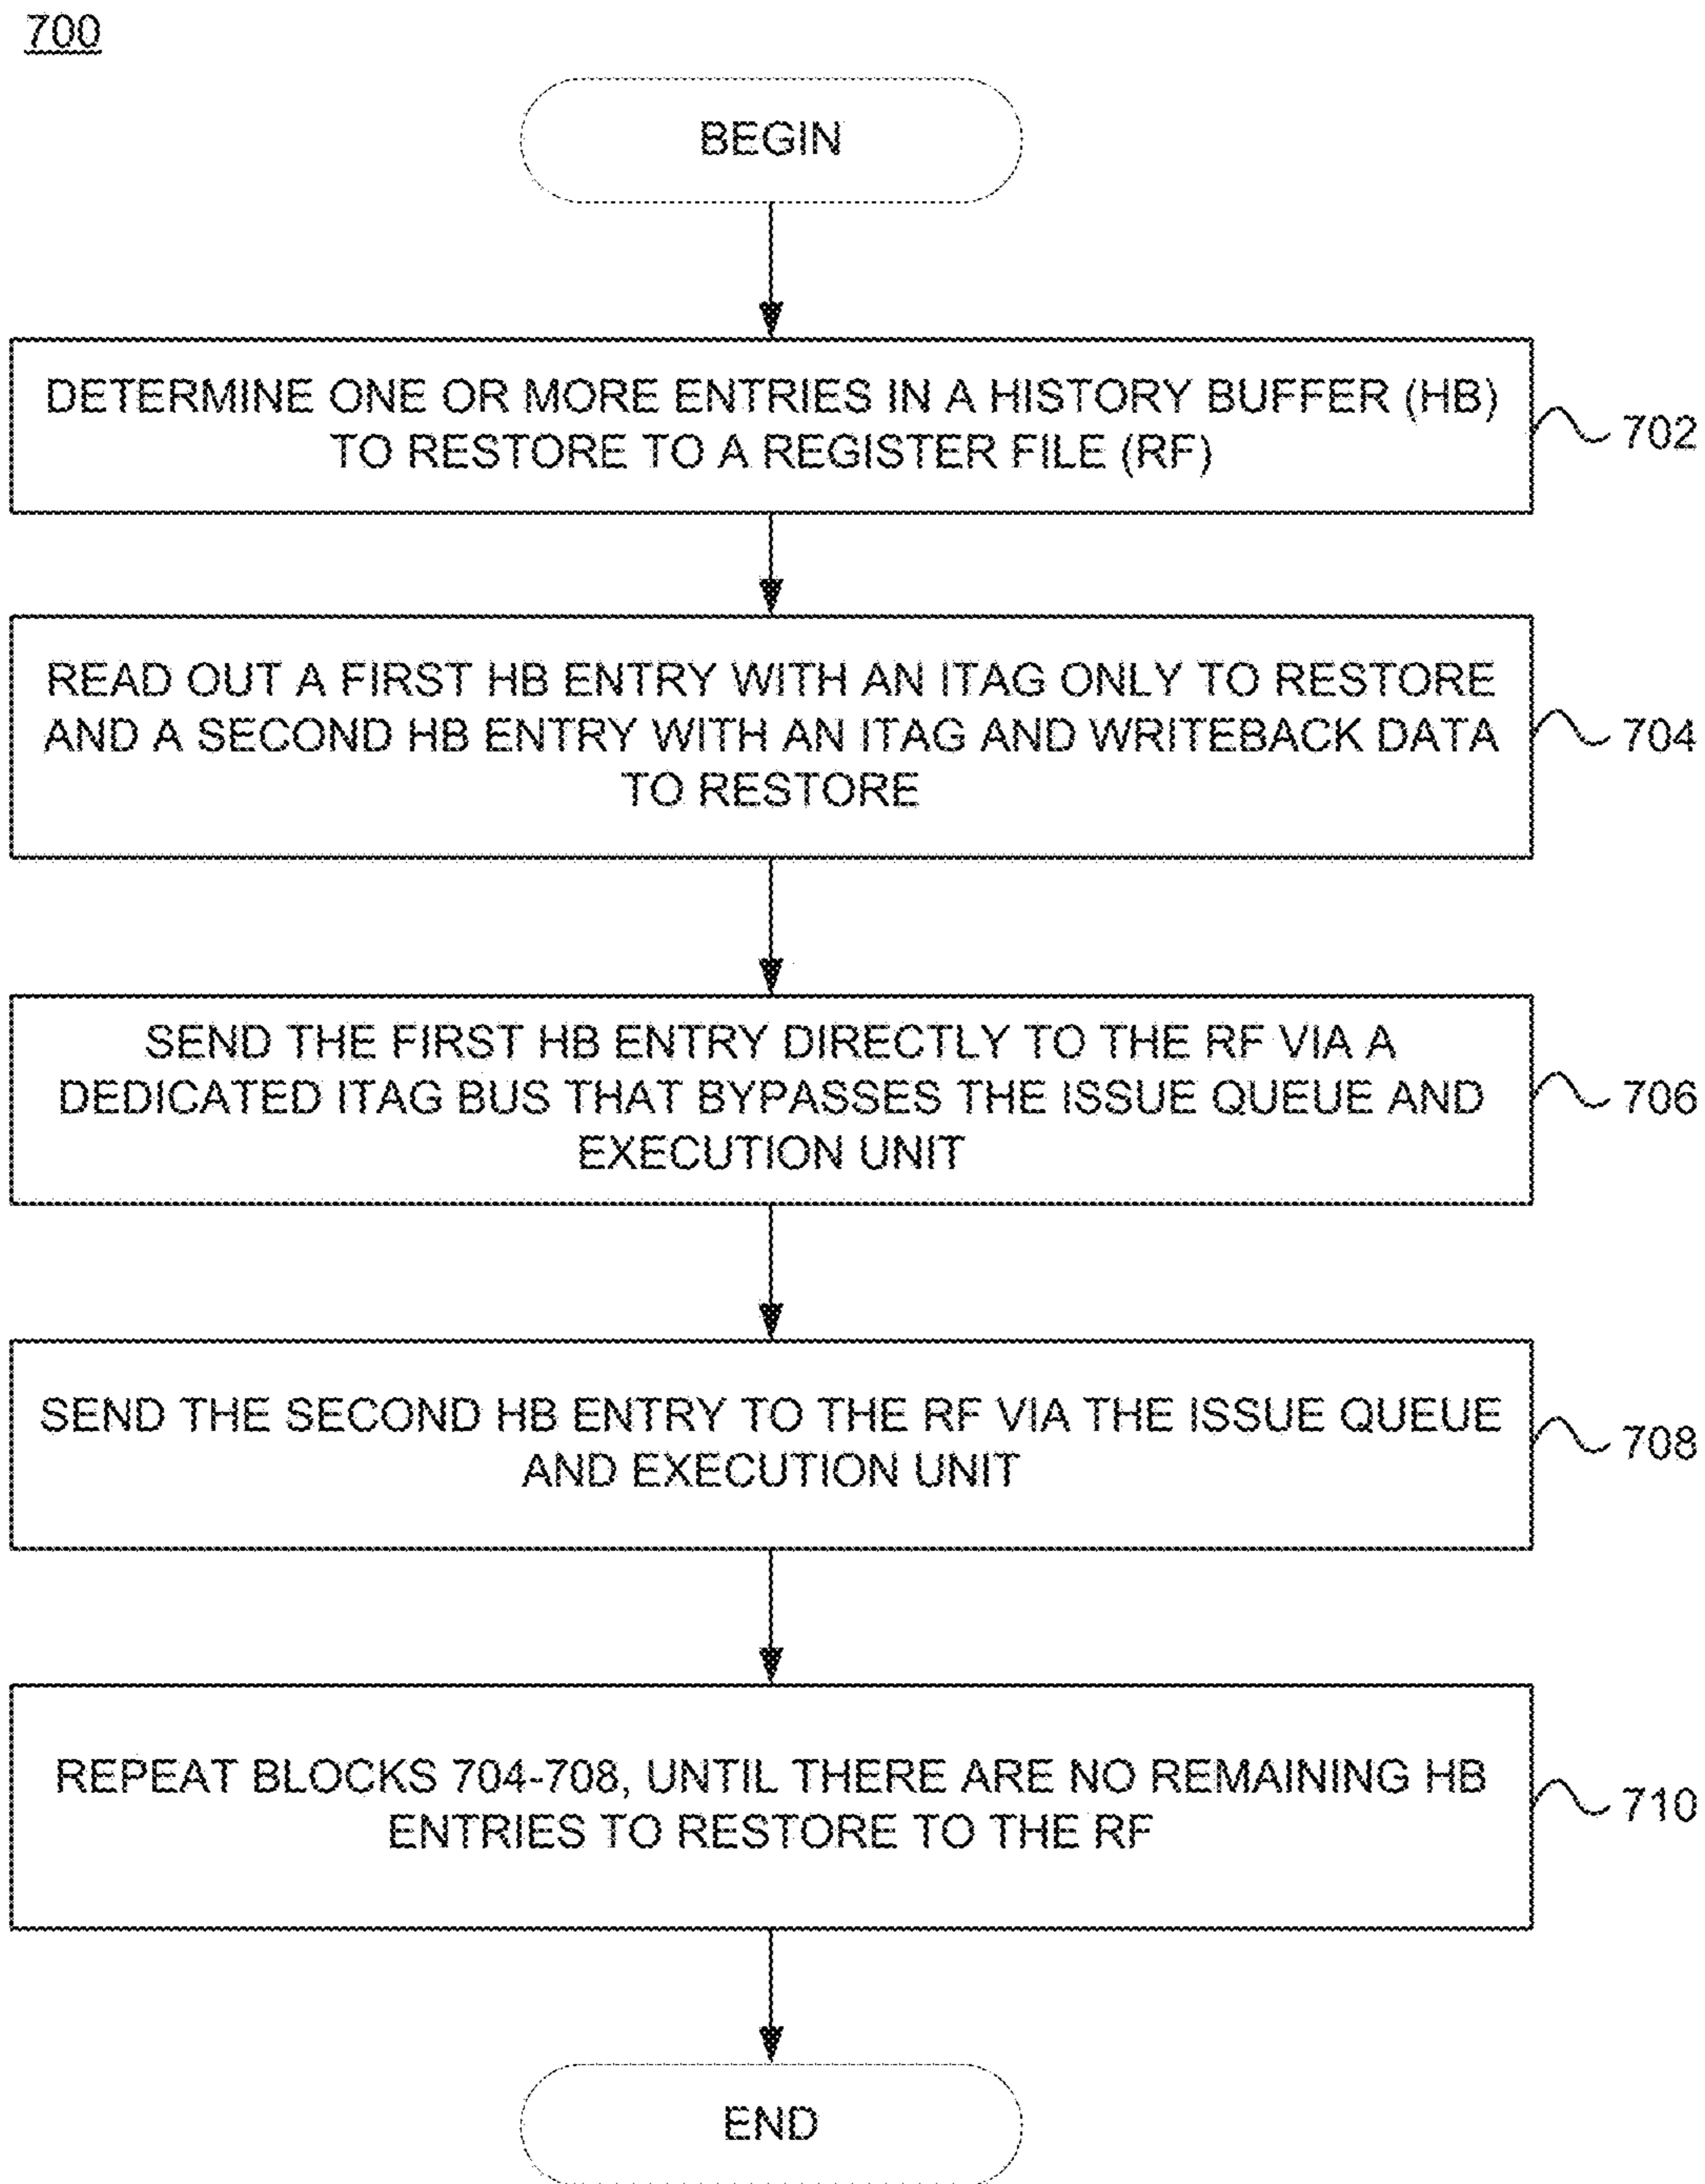 700
BEGIN
DETERMINE ONE OR MORE ENTRIES IN A HISTORY BUFFER (HB)
TO RESTORE TO A REGISTER FILE (RF)
702
READ OUT A FIRST HB ENTRY WITH AN ITAG ONLY TO RESTORE
AND A SECOND HB ENTRY WITH AN ITAG AND WRITEBACK DATA
TO RESTORE
704
SEND THE FIRST HB ENTRY DIRECTLY TO THE RF VIA A
DEDICATED ITAG BUS THAT BYPASSES THE ISSUE QUEUE AND
EXECUTION UNIT
706
SEND THE SECOND HB ENTRY TO THE RF VIA THE ISSUE QUEUE
AND EXECUTION UNIT
708
REPEAT BLOCKS 704-708, UNTIL THERE ARE NO REMAINING HB
ENTRIES TO RESTORE TO THE RF
710
END